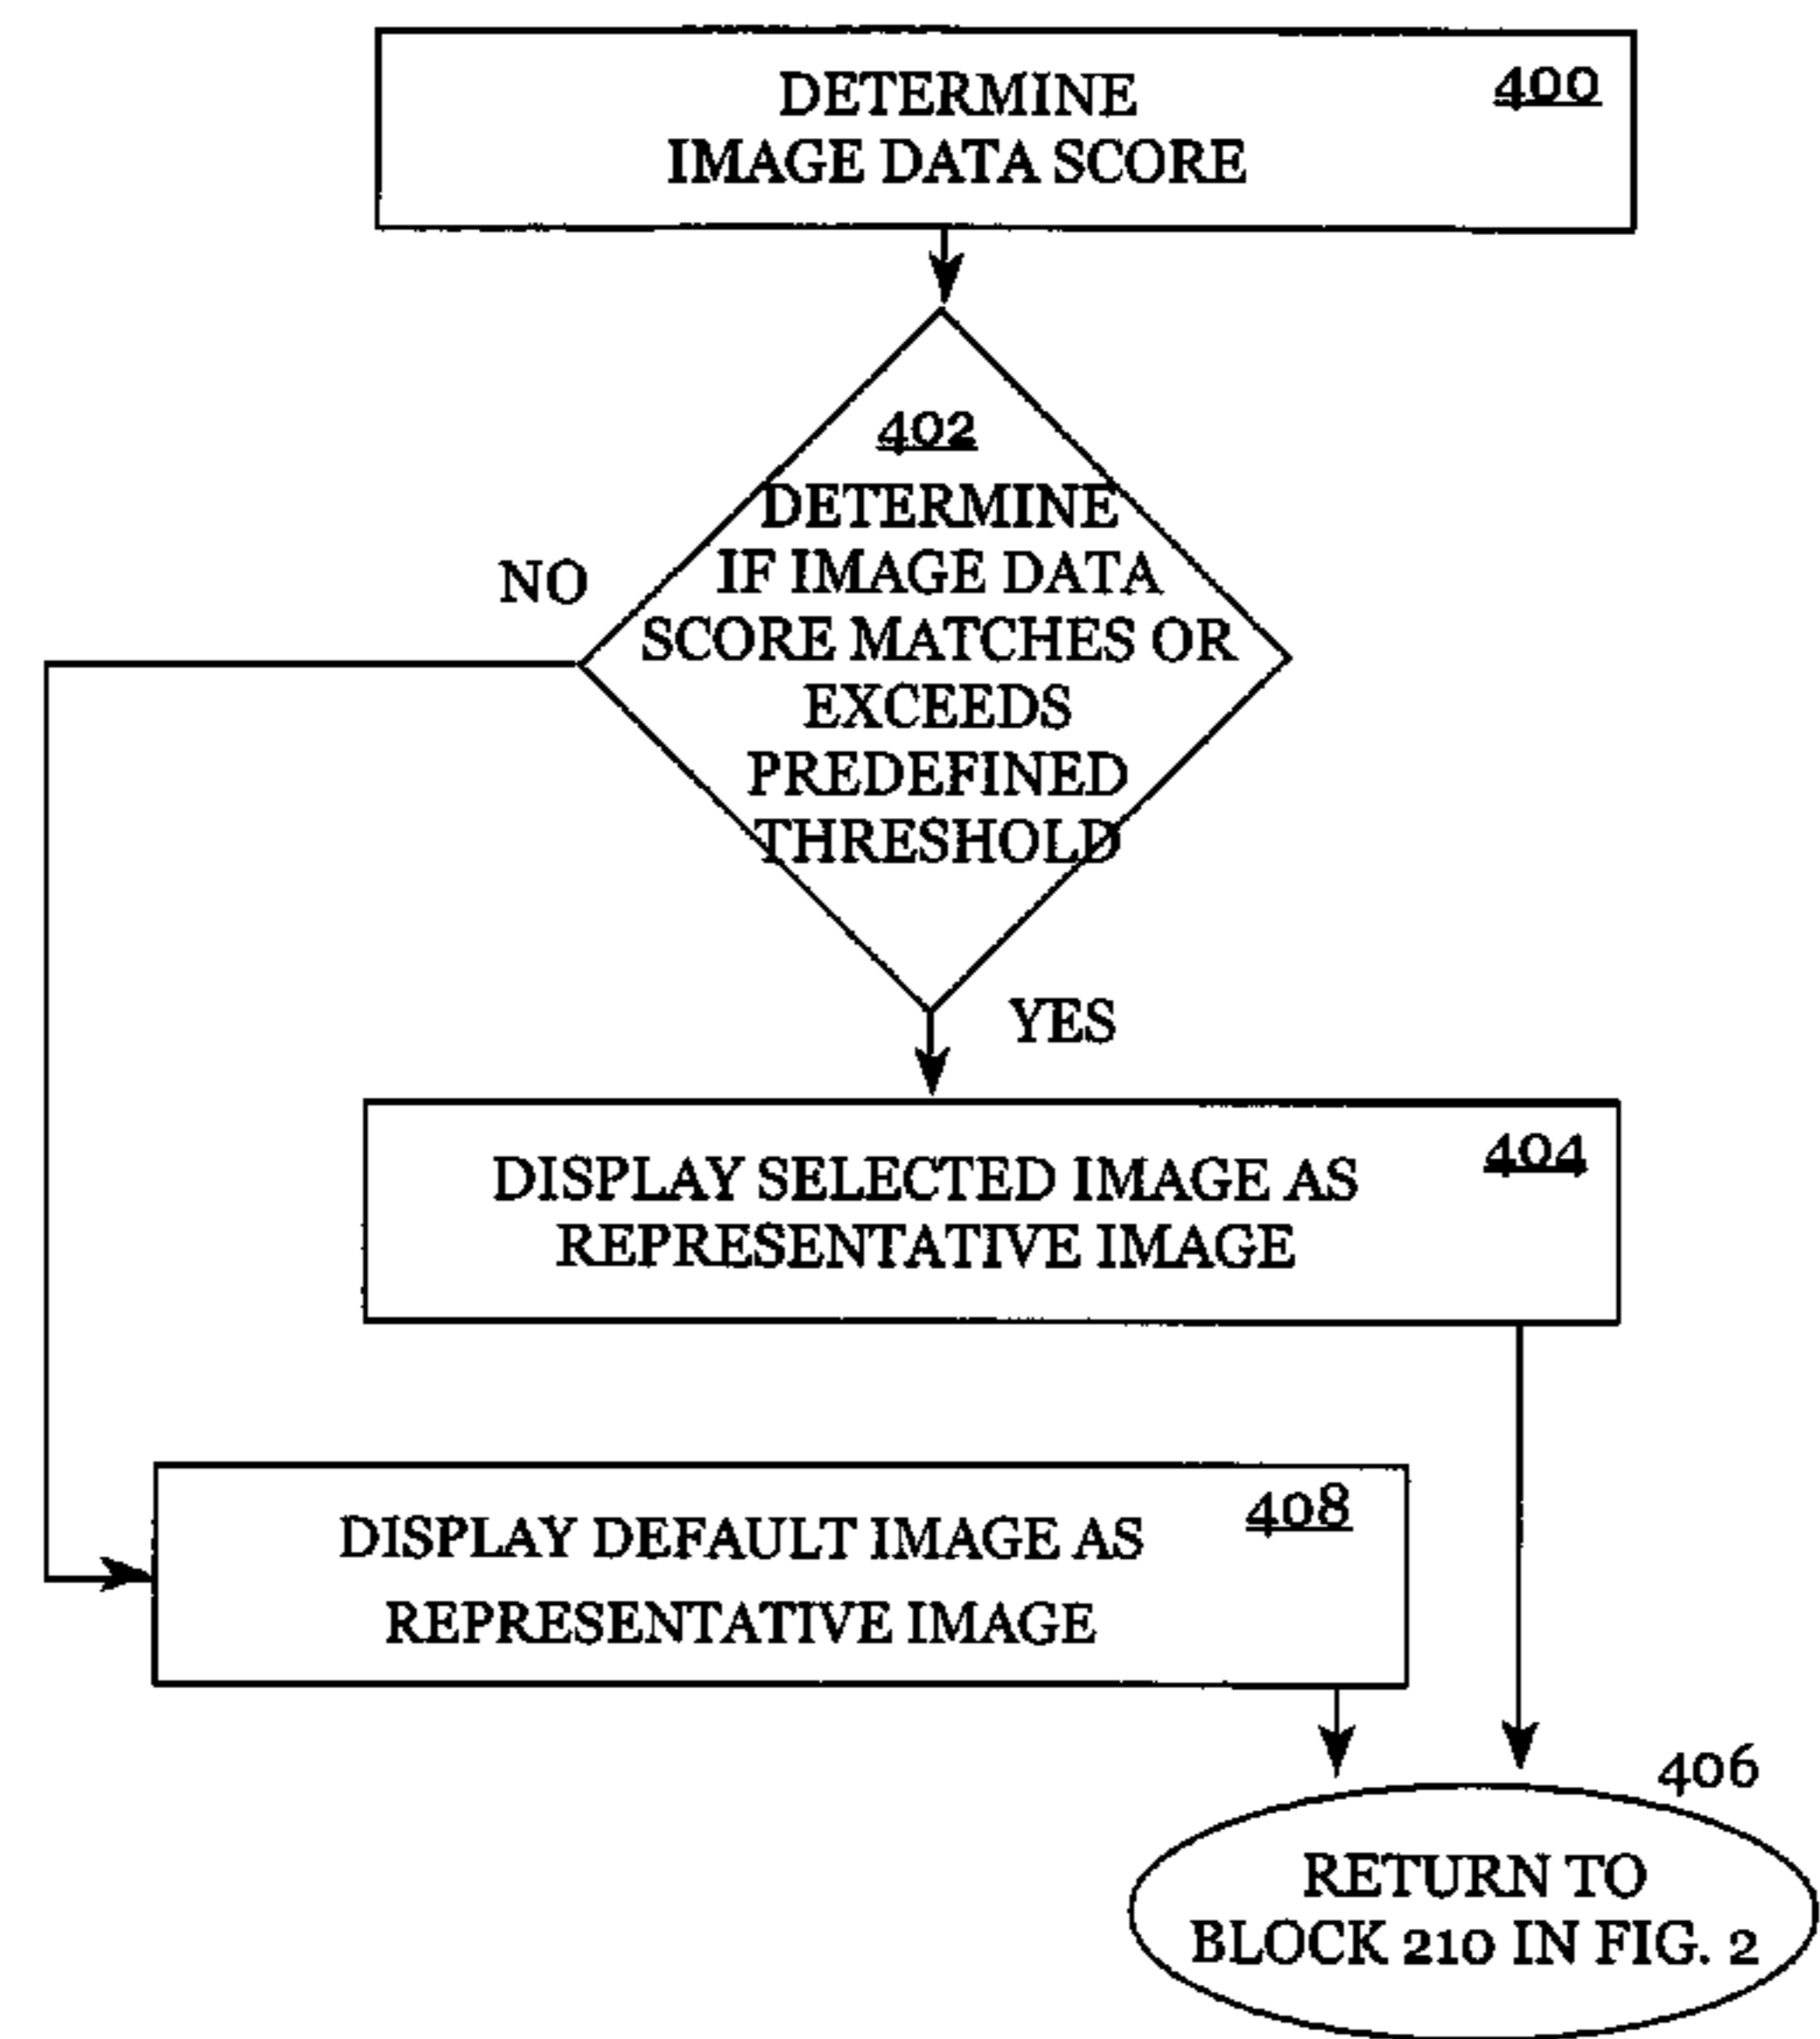 DETERMINE
400
IMAGE DATA SCORE
402
DETERMINE
IF IMAGE DATA
SCORE MATCHES OR
EXCEEDS
PREDEFINED
THRESHOLD
NO
YES
DISPLAY SELECTED IMAGE AS
404
REPRESENTATIVE IMAGE
DISPLAY DEFAULT IMAGE AS
408
REPRESENTATIVE IMAGE
406
RETURN TO
BLOCK 210 IN FIG. 2